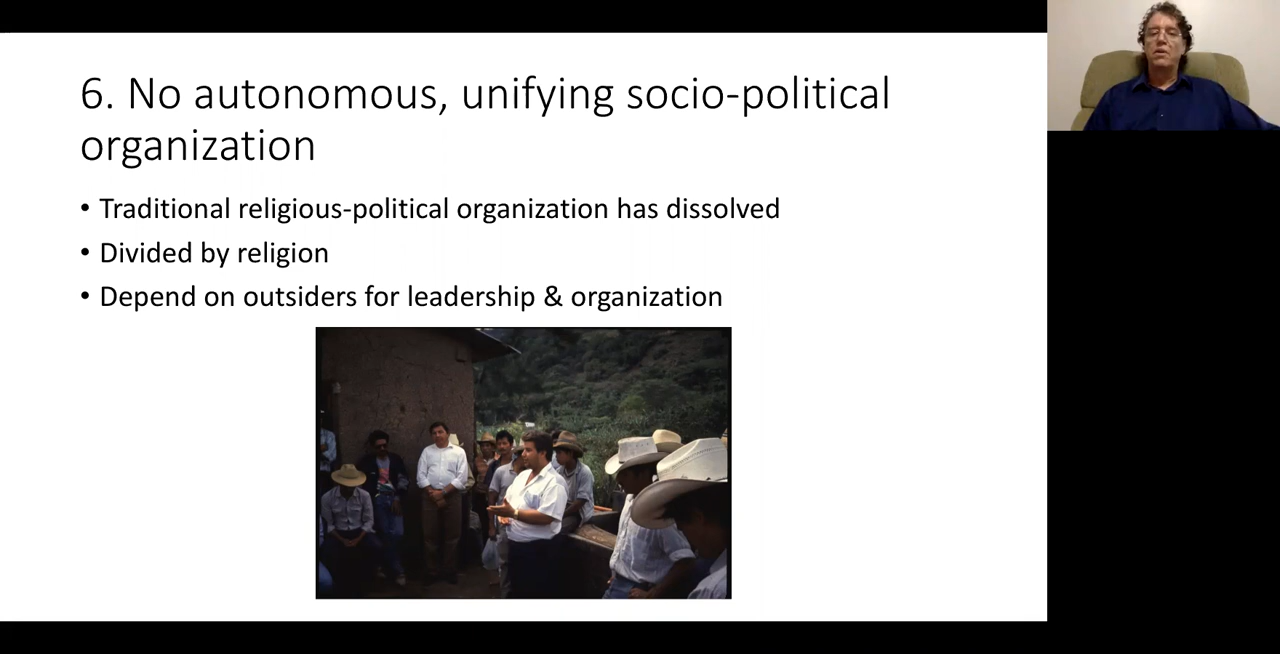 6. No autonomous, unifying socio-political
organization
• Traditional religious-political organization has dissolved
• Divided by religion
• Depend on outsiders for leadership & organization